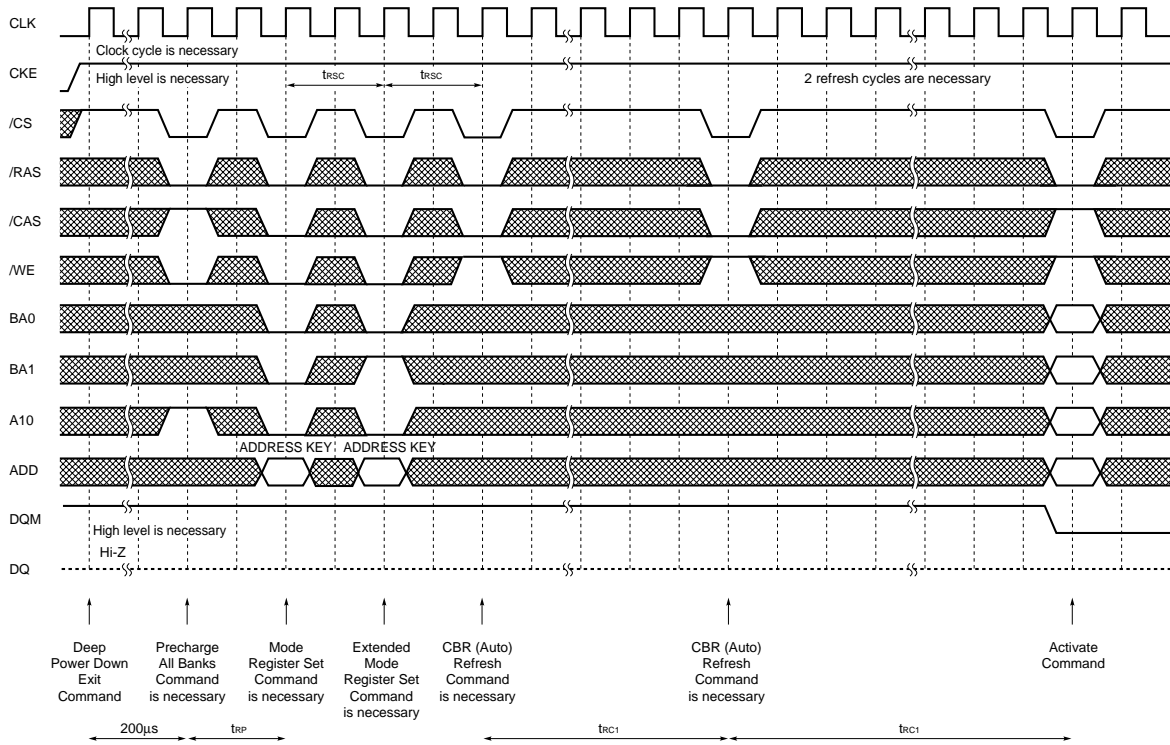 CLK
Clock cycle is necessary
CKE
High level is necessary
tRSC
tRSC
2 refresh cycles are necessary
/CS
/RAS
/CAS
/WE
BA0
BA1
A10
ADDRESS KEY
ADDRESS KEY
ADD
DQM
High level is necessary
Hi-Z
DQ
Deep
Power Down
Exit
Command
Precharge
All Banks
Command
is necessary
Mode
Register Set
Command
is necessary
Extended
Mode
Register Set
Command
is necessary
CBR (Auto)
Refresh
Command
is necessary
CBR (Auto)
Refresh
Command
is necessary
Activate
Command
200μs
tRP
tRC1
tRC1